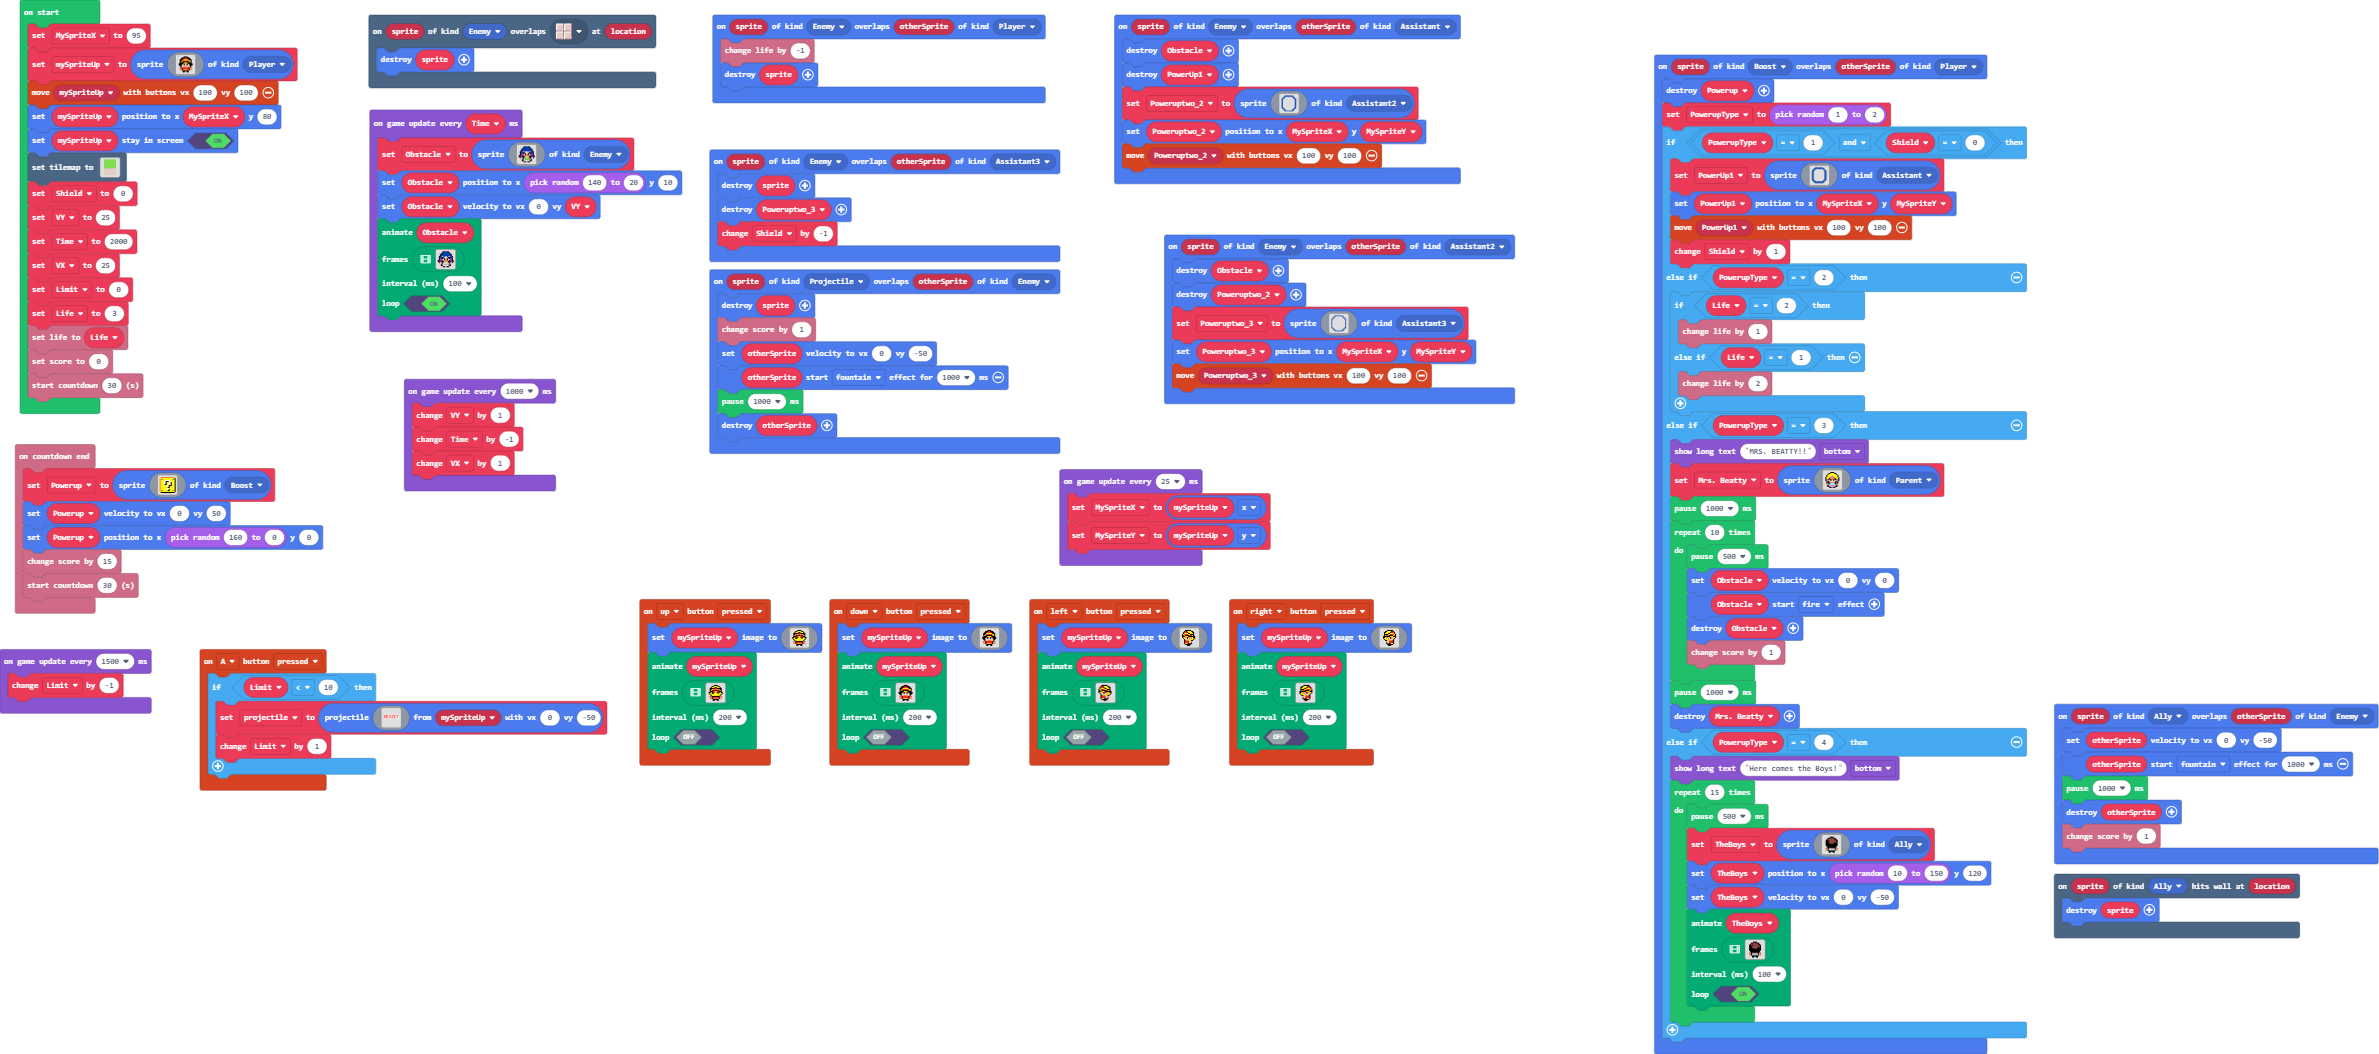 on start
set MySpriteX to 95
set mySpriteUp to sprite of kind Player
move mySpriteUp with buttons vx 100 vy 100
set mySpriteUp position to x MySpriteX y 80
set mySpriteUp stay in screen ON
set tilemap to
set Shield to 0
set VY to 25
set Time to 2000
set VX to 25
set Limit to 0
set Life to 3
set life to Life
set score to 0
start countdown 30 (s)
on countdown end
set Powerup to sprite of kind Boost
set Powerup velocity to vx 0 vy 50
set Powerup position to x pick random 160 to 0 y 0
change score by 15
start countdown 30 (s)
on game update every 1500 ms
change Limit by -1
on A button pressed
if Limit < 10 then
set projectile to projectile from mySpriteUp with vx 0 vy -50
change Limit by 1
on sprite of kind Enemy overlaps at location
destroy sprite
on game update every Time ms
set Obstacle to sprite of kind Enemy
set Obstacle position to x pick random 140 to 20 y 10
set Obstacle velocity to vx 0 vy VY
animate Obstacle
frames
interval (ms) 100
loop ON
on game update every 1000 ms
change VY by 1
change Time by -1
change VX by 1
on sprite of kind Enemy overlaps otherSprite of kind Player
change life by -1
destroy sprite
on sprite of kind Enemy overlaps otherSprite of kind Assistant3
destroy sprite
destroy Poweruptwo_3
change Shield by -1
on sprite of kind Projectile overlaps otherSprite of kind Enemy
destroy sprite
change score by 1
set otherSprite velocity to vx 0 vy -50
otherSprite start fountain effect for 1000 ms
pause 1000 ms
destroy otherSprite
on sprite of kind Enemy overlaps otherSprite of kind Assistant
destroy Obstacle
destroy PowerUp1
set Poweruptwo_2 to sprite of kind Assistant2
set Poweruptwo_2 position to x MySpriteX y MySpriteY
move Poweruptwo_2 with buttons vx 100 vy 100
on sprite of kind Enemy overlaps otherSprite of kind Assistant2
destroy Obstacle
destroy Poweruptwo_2
set Poweruptwo_3 to sprite of kind Assistant3
set Poweruptwo_3 position to x MySpriteX y MySpriteY
move Poweruptwo_3 with buttons vx 100 vy 100
on game update every 25 ms
set MySpriteX to mySpriteUp x
set MySpriteY to mySpriteUp y
on up button pressed
set mySpriteUp image to
animate mySpriteUp
frames
interval (ms) 200
loop OFF
on down button pressed
set mySpriteUp image to
animate mySpriteUp
frames
interval (ms) 200
loop OFF
on left button pressed
set mySpriteUp image to
animate mySpriteUp
frames
interval (ms) 200
loop OFF
on right button pressed
set mySpriteUp image to
animate mySpriteUp
frames
interval (ms) 200
loop OFF
on sprite of kind Boost overlaps otherSprite of kind Player
destroy Powerup
set PowerupType to pick random 1 to 2
if PowerupType = 1 and Shield = 0 then
set PowerUp1 to sprite of kind Assistant
set PowerUp1 position to x MySpriteX y MySpriteY
move PowerUp1 with buttons vx 100 vy 100
change Shield by 1
else if PowerupType = 2 then
if Life = 2 then
change life by 1
else if Life = 1 then
change life by 2
else if PowerupType = 3 then
show long text "MRS. BEATTY!!" bottom
set Mrs. Beatty to sprite of kind Parent
pause 1000 ms
repeat 10 times
do pause 500 ms
set Obstacle velocity to vx 0 vy 0
Obstacle start fire effect
destroy Obstacle
change score by 1
pause 1000 ms
destroy Mrs. Beatty
else if PowerupType = 4 then
show long text "Here comes the Boys!" bottom
repeat 15 times
do pause 500 ms
set TheBoys to sprite of kind Ally
set TheBoys position to x pick random 10 to 150 y 120
set TheBoys velocity to vx 0 vy -50
animate TheBoys
frames
interval (ms) 100
loop ON
on sprite of kind Ally overlaps otherSprite of kind Enemy
set otherSprite velocity to vx 0 vy -50
otherSprite start fountain effect for 1000 ms
pause 1000 ms
destroy otherSprite
change score by 1
on sprite of kind Ally hits wall at location
destroy sprite